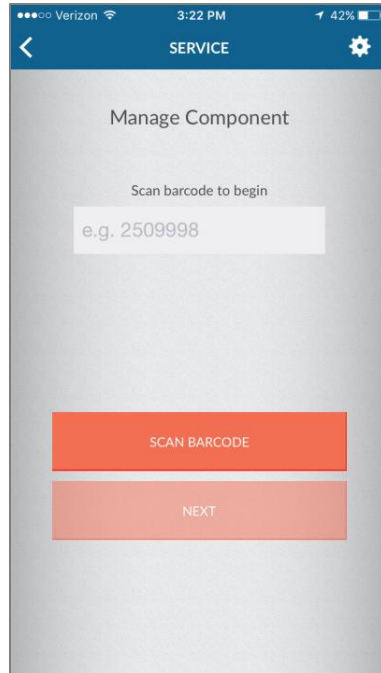 Verizon 3:22 PM 42%
SERVICE
Manage Component
Scan barcode to begin
e.g. 2509998
SCAN BARCODE
NEXT